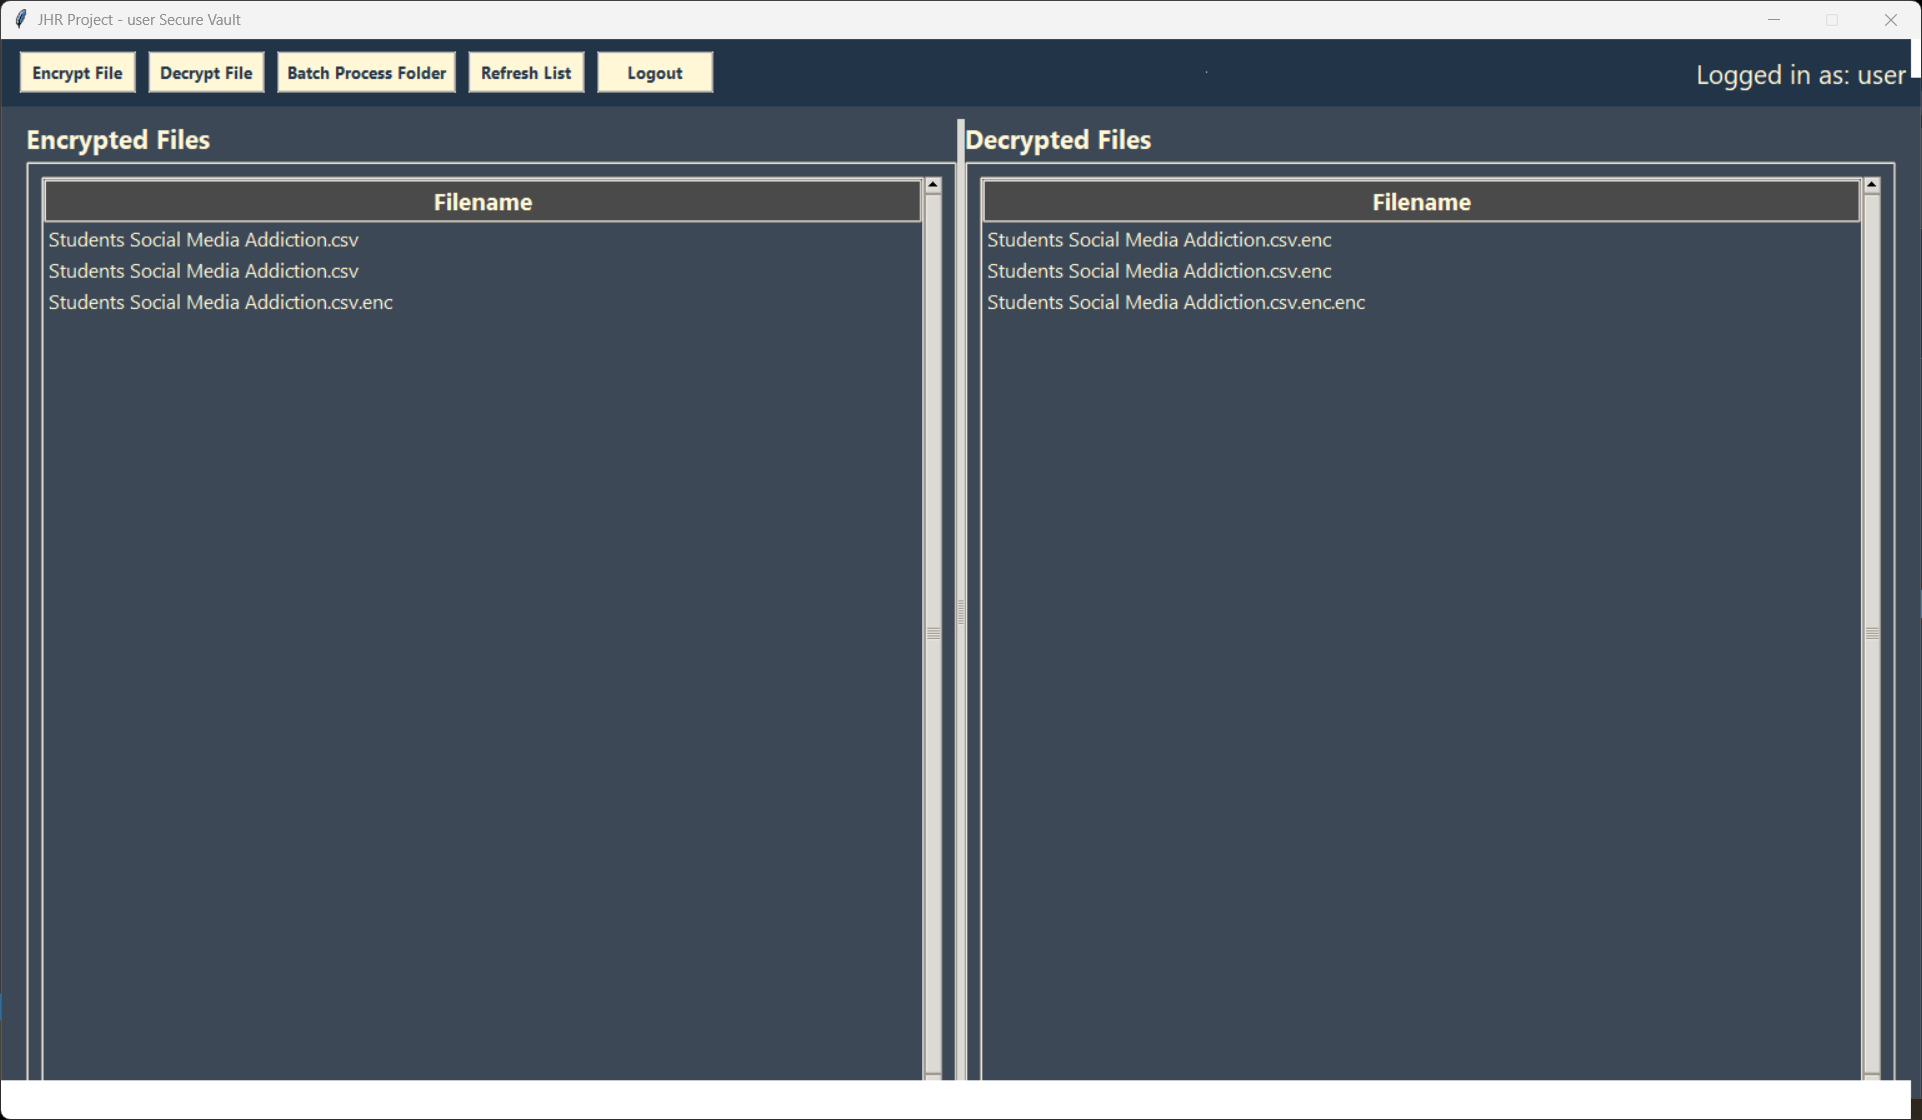 JHR Project - user Secure Vault
Encrypt File Decrypt File Batch Process Folder Refresh List Logout Logged in as: user
Encrypted Files
Filename
Students Social Media Addiction.csv
Students Social Media Addiction.csv
Students Social Media Addiction.csv.enc
Decrypted Files
Filename
Students Social Media Addiction.csv.enc
Students Social Media Addiction.csv.enc
Students Social Media Addiction.csv.enc.enc